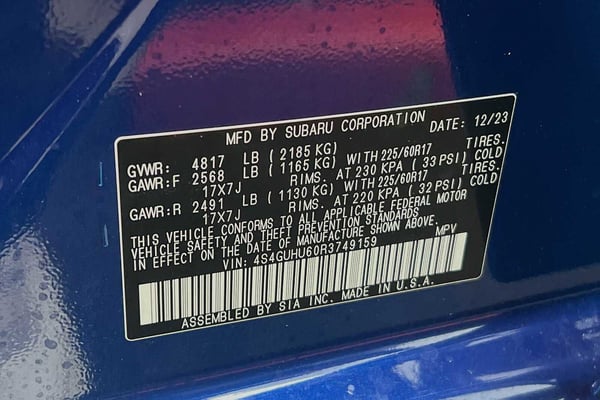 MFD BY SUBARU CORPORATION DATE: 12/23
GVWR: 4817 LB (2185 KG)
GAWR:F 2568 LB (1165 KG) WITH 225/60R17 TIRES.
17X7J RIMS. AT 230 KPA (33 PSI) COLD
GAWR:R 2491 LB (1130 KG) WITH 225/60R17 TIRES.
17X7J RIMS. AT 220 KPA (32 PSI) COLD
THIS VEHICLE CONFORMS TO ALL APPLICABLE FEDERAL MOTOR
VEHICLE SAFETY AND THEFT PREVENTION STANDARDS
IN EFFECT ON THE DATE OF MANUFACTURE SHOWN ABOVE.
VIN: 4S4GUHU60R3749159 MPV
ASSEMBLED BY SIA INC. MADE IN U.S.A.